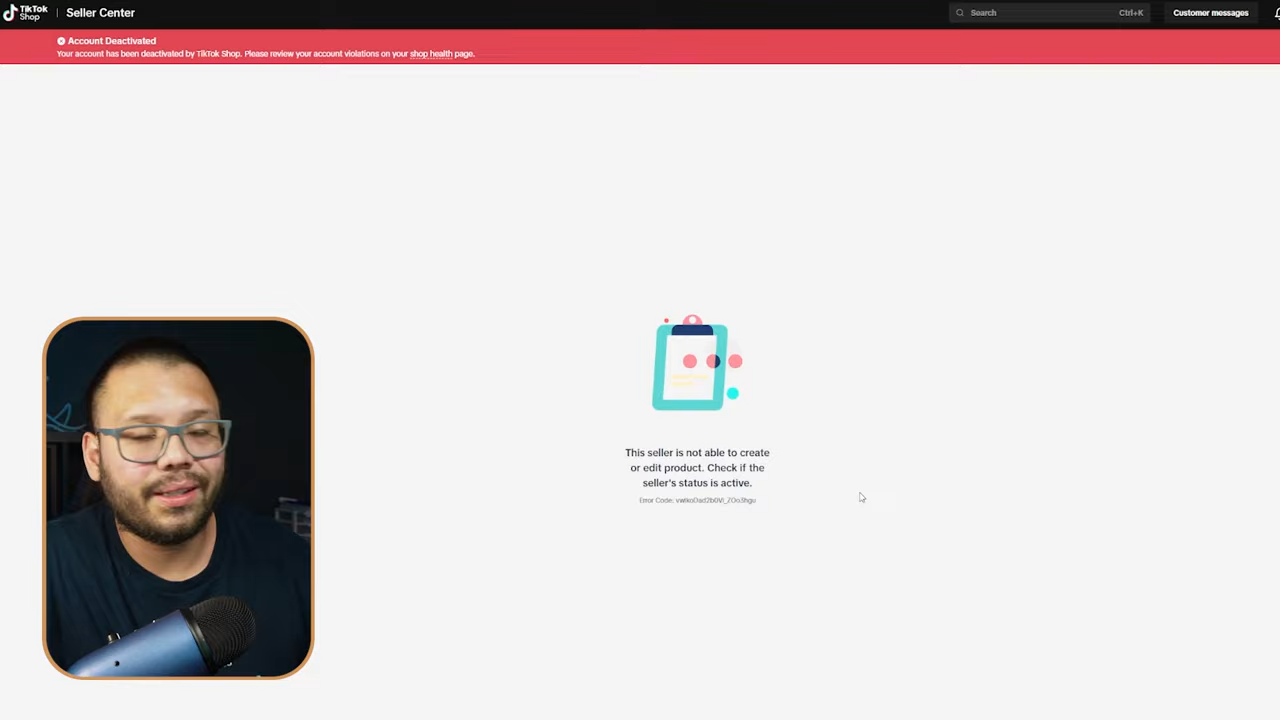 TikTok
Shop
Seller Center
Search
Ctrl+K
Customer messages
Account Deactivated
Your account has been deactivated by TikTok Shop. Please review your account violations on your shop health page.
This seller is not able to create
or edit product. Check if the
seller's status is active.
Error Code: